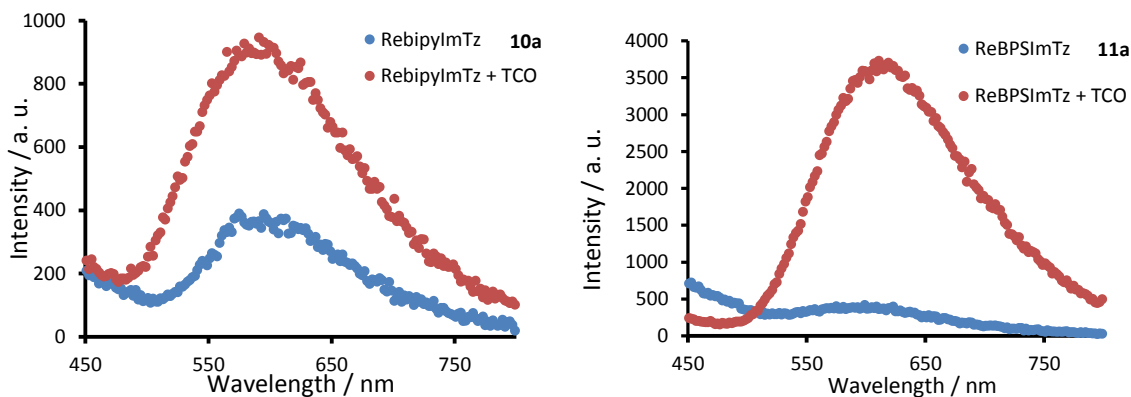 1000
800
600
400
200
0
450
550
650
750
Intensity / a. u.
Wavelength / nm
RebipyImTz
10a
RebipyImTz + TCO
4000
3500
3000
2500
2000
1500
1000
500
0
450
550
650
750
Intensity / a. u.
Wavelength / nm
ReBPSImTz
11a
ReBPSImTz + TCO